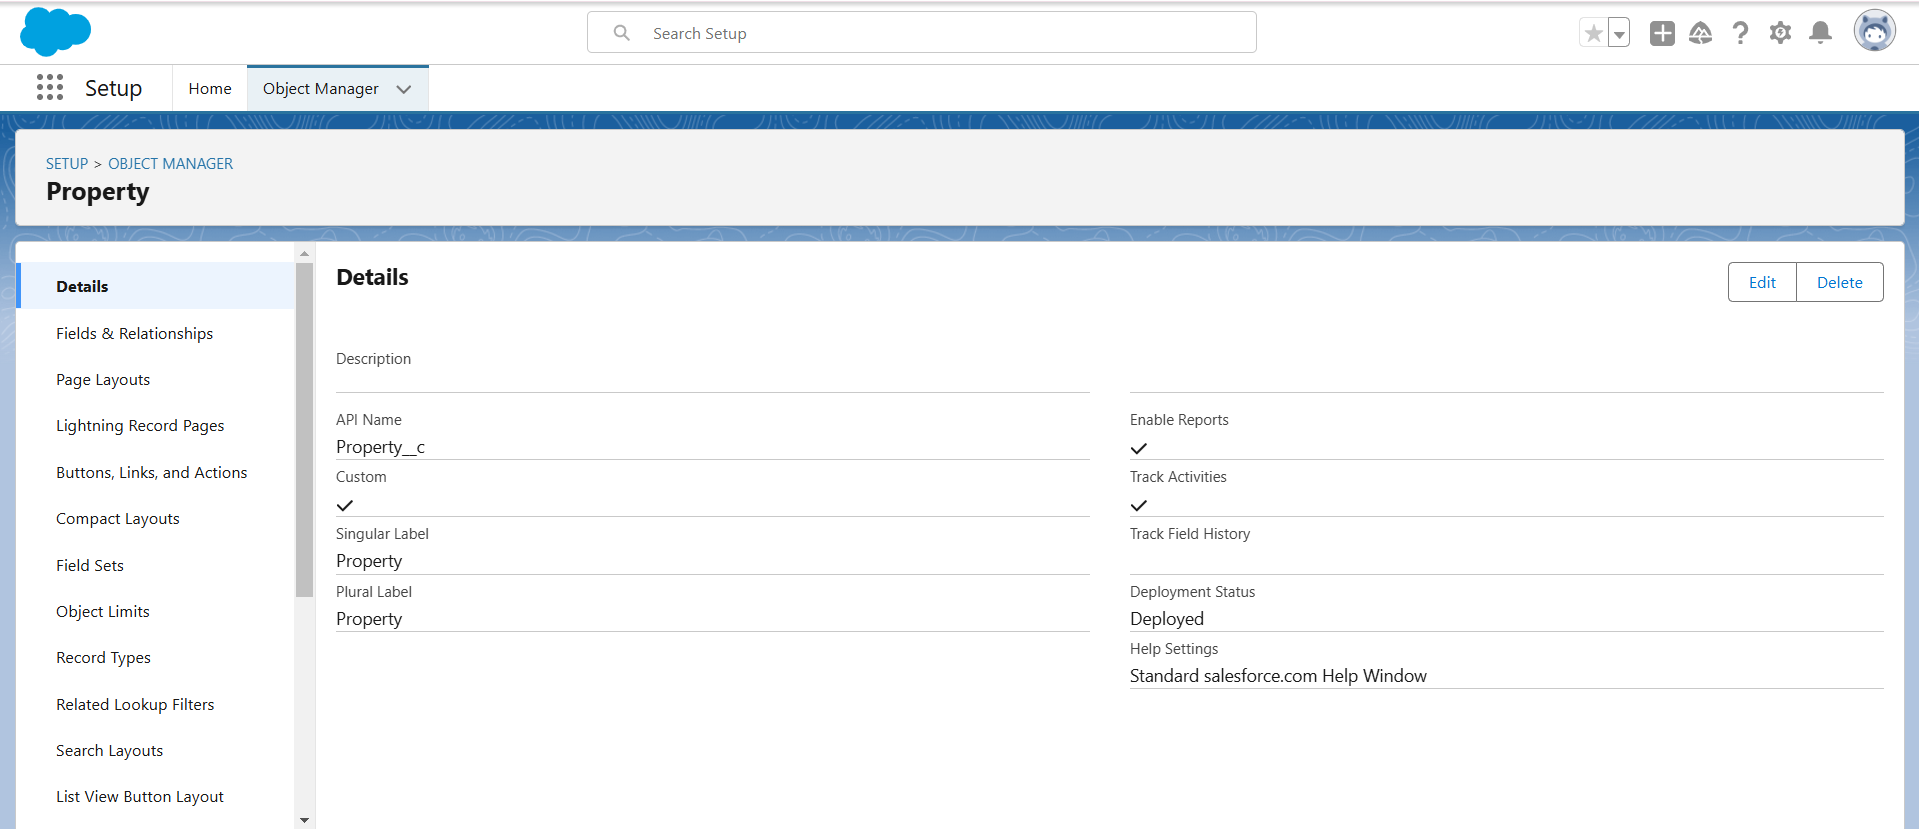 Search Setup
Setup
Home
Object Manager
SETUP > OBJECT MANAGER
Property
Details
Fields & Relationships
Page Layouts
Lightning Record Pages
Buttons, Links, and Actions
Compact Layouts
Field Sets
Object Limits
Record Types
Related Lookup Filters
Search Layouts
List View Button Layout
Details
Edit
Delete
Description
API Name
Property__c
Custom
Singular Label
Property
Plural Label
Property
Enable Reports
Track Activities
Track Field History
Deployment Status
Deployed
Help Settings
Standard salesforce.com Help Window